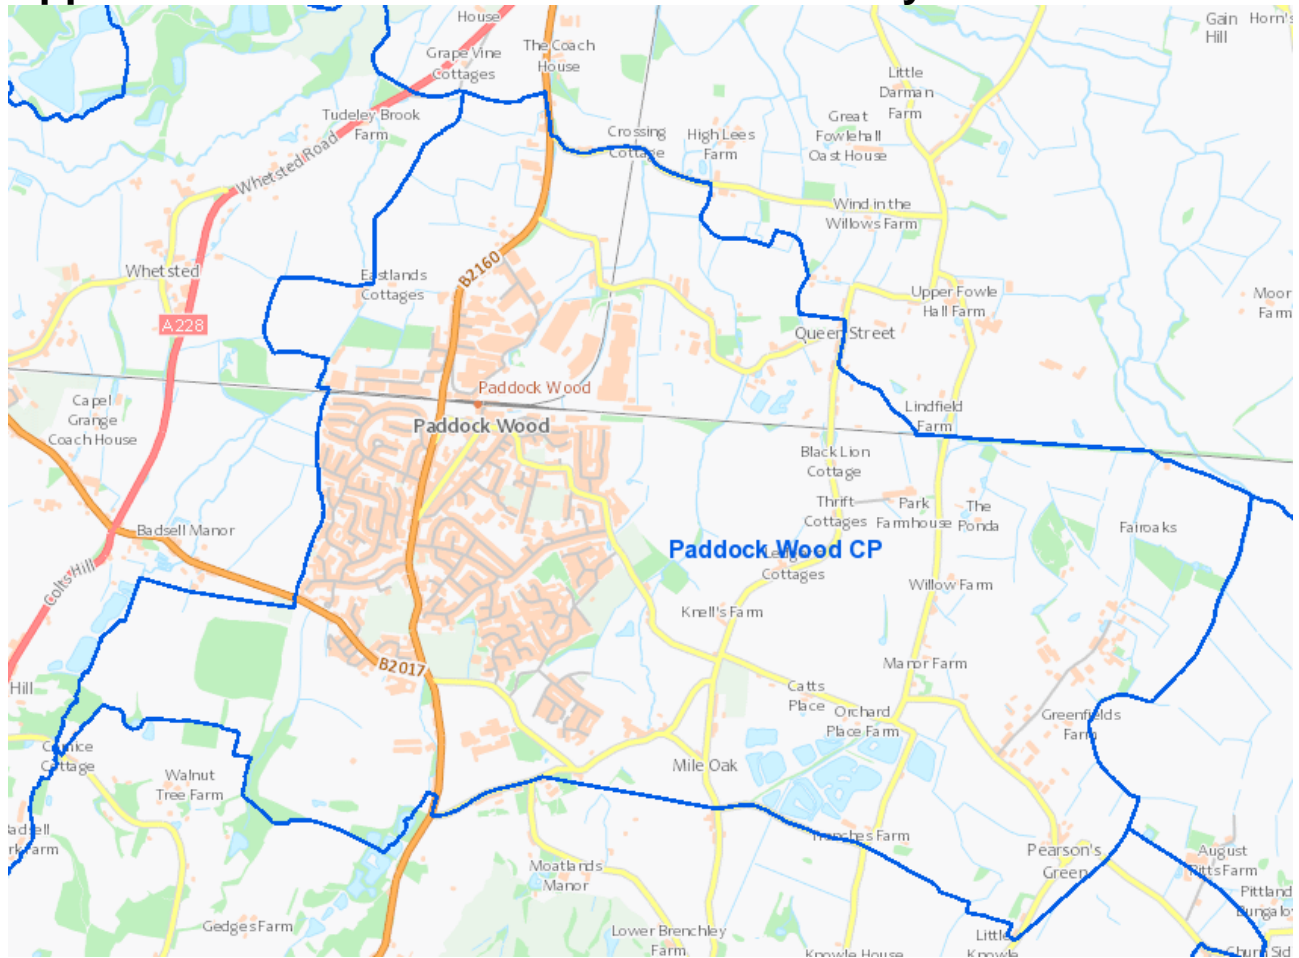 House
Gain
Hill
Horn's
Grape Vine
Cottages
The Coach
House
Little
Darman
Farm
Tudeley Brook
Farm
Great
Fowlehall
Oast House
Crossing
Cottage
High Lees
Farm
Whetsted Road
Wind in the
Willows Farm
Whetsted
Eastlands
Cottages
B2160
Upper Fowle
Hall Farm
Moor
Farm
A228
Queen Street
Paddock Wood
Capel
Grange
Coach House
Lindfield
Farm
Paddock Wood
Black Lion
Cottage
Thrift
Cottages
Park
Farmhouse
The
Ponda
Badsell Manor
Fairoaks
Paddock Wood CP
Cottages
Colts Hill
Willow Farm
Knell's Farm
B2017
Manor Farm
Hill
Catts
Place
Orchard
Place Farm
Greenfields
Farm
Cottage
Walnut
Tree Farm
Mile Oak
Farm
Pearson's
Green
August
Pitts Farm
Moatlands
Manor
Pittland
Bungalo
Gedges Farm
Lower Brenchley
Farm
Little
Knowle
Knowle House